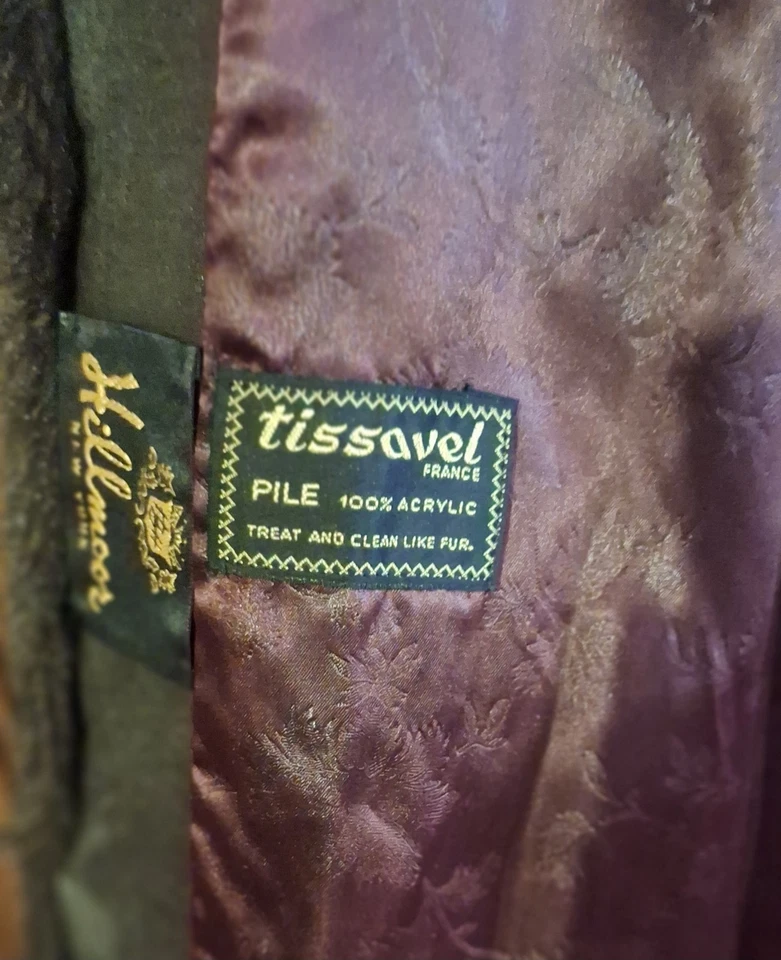 Hillmoor
NEW YORK
tissavel
FRANCE
PILE 100% ACRYLIC
TREAT AND CLEAN LIKE FUR.